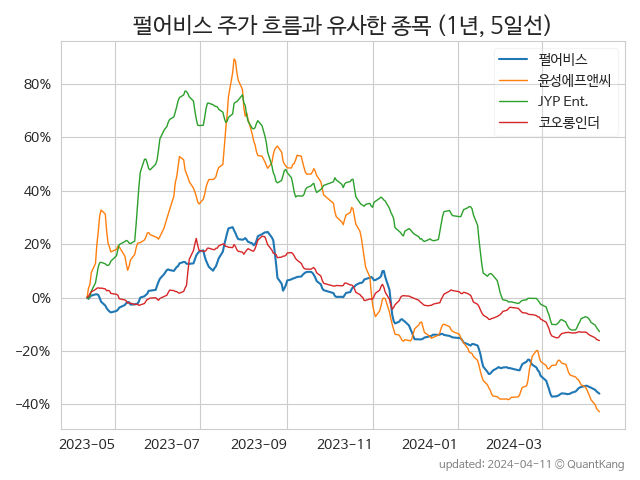 펄어비스 주가 흐름과 유사한 종목 (1년, 5일선)
펄어비스
윤성에프앤씨
JYP Ent.
코오롱인더
80%
60%
40%
20%
0%
−20%
−40%
2023−05
2023−07
2023−09
2023−11
2024−01
2024−03
updated: 2024−04−11 © QuantKang